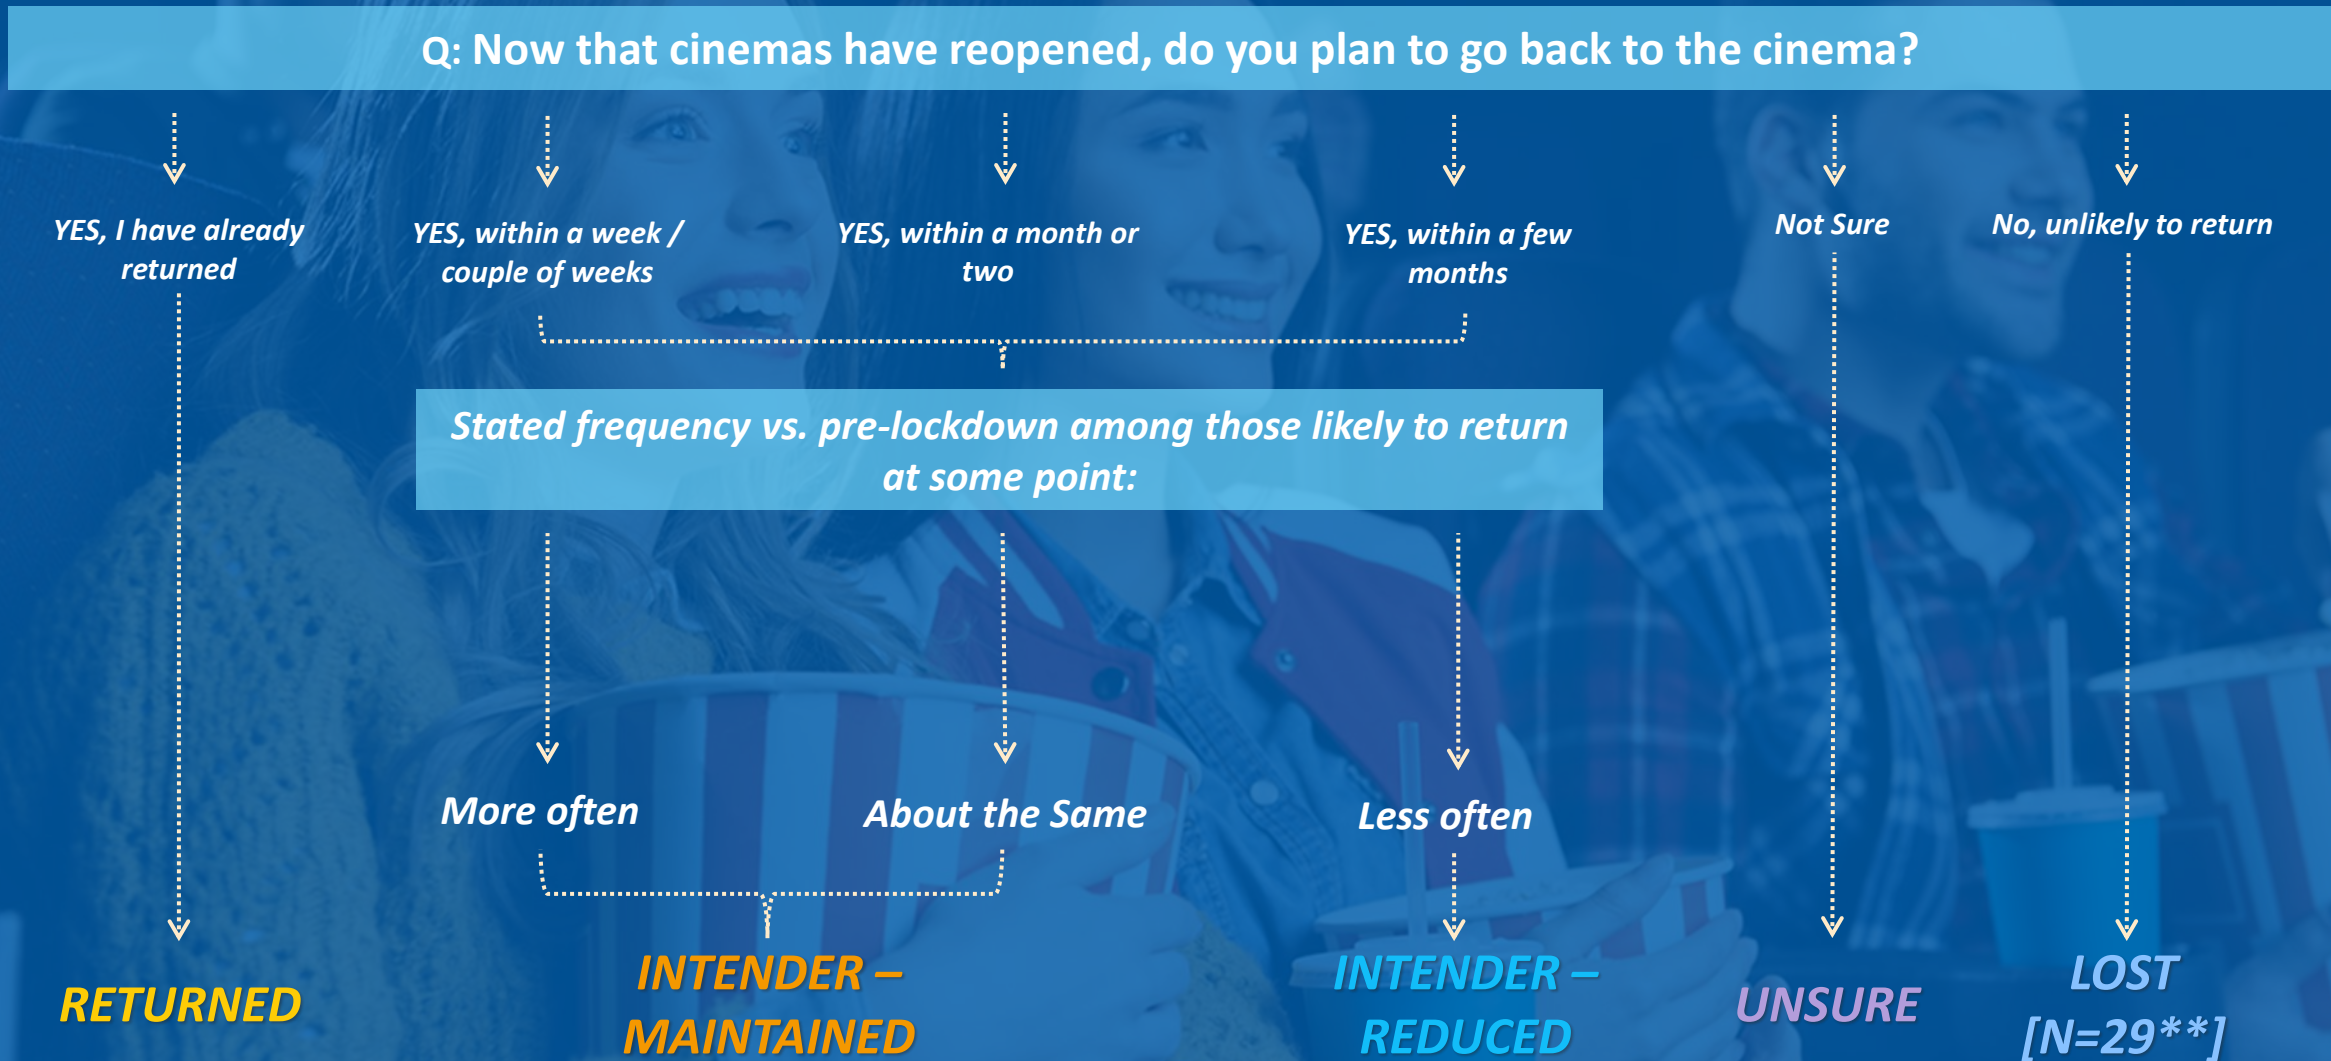 Q: Now that cinemas have reopened, do you plan to go back to the cinema?
YES, I have already
returned
YES, within a week /
couple of weeks
YES, within a month or
two
YES, within a few
months
Not Sure
No, unlikely to return
Stated frequency vs. pre-lockdown among those likely to return
at some point:
More often
About the Same
Less often
RETURNED
INTENDER –
MAINTAINED
INTENDER –
REDUCED
UNSURE
LOST
[N=29**]